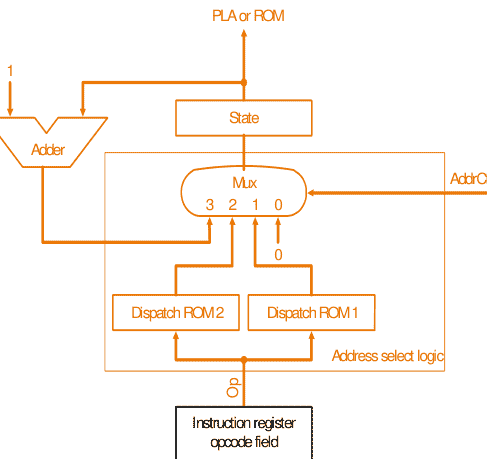 PLA or ROM
1
State
Adder
Mux
AddrC
3 2 1 0
0
Dispatch ROM 2
Dispatch ROM 1
Address select logic
Op
Instruction register
opcode field